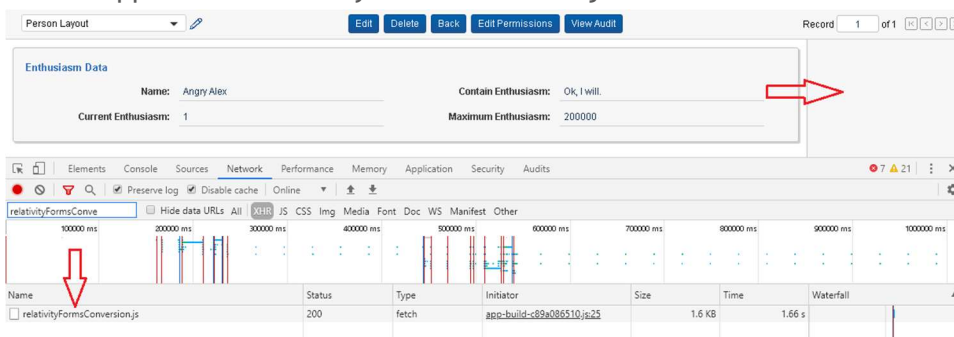 Person Layout Edit Delete Back Edit Permissions View Audit Record 1 of 1
Enthusiasm Data
Name: Angry Alex Contain Enthusiasm: Ok, I will.
Current Enthusiasm: 1 Maximum Enthusiasm: 200000
Elements Console Sources Network Performance Memory Application Security Audits 7 21
Preserve log Disable cache Online
relativityFormsConve Hide data URLs All XHR JS CSS Img Media Font Doc WS Manifest Other
100000 ms 200000 ms 300000 ms 400000 ms 500000 ms 600000 ms 700000 ms 800000 ms 900000 ms 1000000 ms
Name Status Type Initiator Size Time Waterfall
relativityFormsConversion.js 200 fetch app-build-c89a086510.js:25 1.6 KB 1.66 s